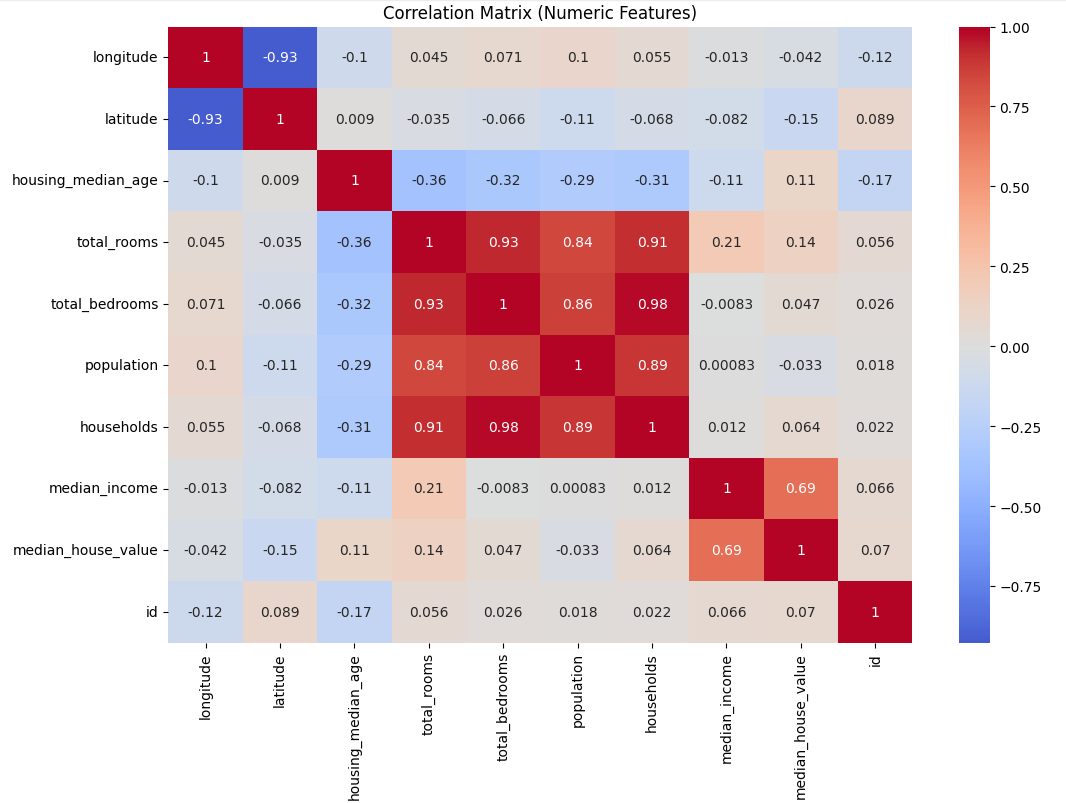 Correlation Matrix (Numeric Features)
longitude 1 -0.93 -0.1 0.045 0.071 0.1 0.055 -0.013 -0.042 -0.12
latitude -0.93 1 0.009 -0.035 -0.066 -0.11 -0.068 -0.082 -0.15 0.089
housing_median_age -0.1 0.009 1 -0.36 -0.32 -0.29 -0.31 -0.11 0.11 -0.17
total_rooms 0.045 -0.035 -0.36 1 0.93 0.84 0.91 0.21 0.14 0.056
total_bedrooms 0.071 -0.066 -0.32 0.93 1 0.86 0.98 -0.0083 0.047 0.026
population 0.1 -0.11 -0.29 0.84 0.86 1 0.89 0.00083 -0.033 0.018
households 0.055 -0.068 -0.31 0.91 0.98 0.89 1 0.012 0.064 0.022
median_income -0.013 -0.082 -0.11 0.21 -0.0083 0.00083 0.012 1 0.69 0.066
median_house_value -0.042 -0.15 0.11 0.14 0.047 -0.033 0.064 0.69 1 0.07
id -0.12 0.089 -0.17 0.056 0.026 0.018 0.022 0.066 0.07 1
longitude
latitude
housing_median_age
total_rooms
total_bedrooms
population
households
median_income
median_house_value
id
1.00
0.75
0.50
0.25
0.00
−0.25
−0.50
−0.75